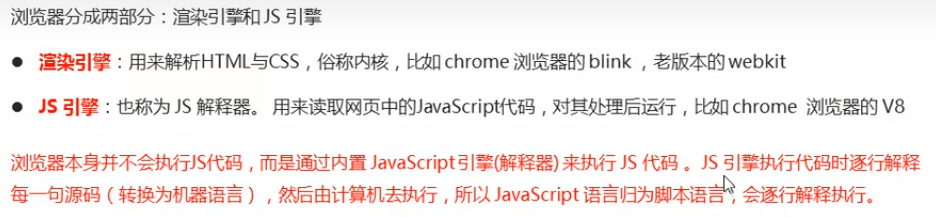 浏览器分成两部分：渲染引擎和 JS 引擎
● 渲染引擎：用来解析HTML与CSS，俗称内核，比如 chrome 浏览器的 blink ，老版本的 webkit
● JS 引擎：也称为 JS 解释器。 用来读取网页中的JavaScript代码，对其处理后运行，比如 chrome 浏览器的 V8
浏览器本身并不会执行JS代码，而是通过内置 JavaScript 引擎(解释器) 来执行 JS 代码 。JS 引擎执行代码时逐行解释
每一句源码（转换为机器语言），然后由计算机去执行，所以 JavaScript 语言归为脚本语言，会逐行解释执行。